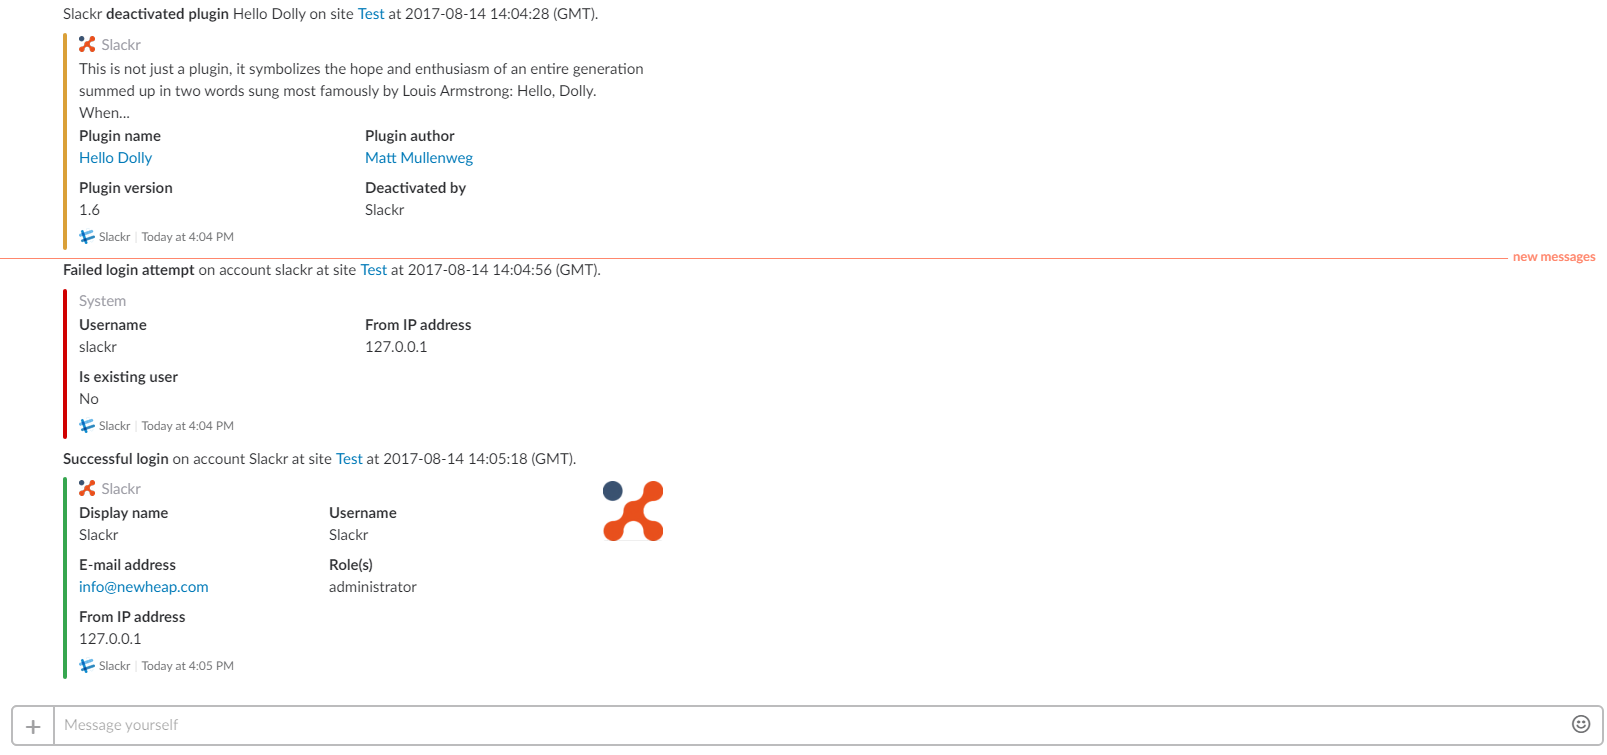 Slackr deactivated plugin Hello Dolly on site Test at 2017-08-14 14:04:28 (GMT).
Slackr
This is not just a plugin, it symbolizes the hope and enthusiasm of an entire generation
summed up in two words sung most famously by Louis Armstrong: Hello, Dolly.
When...
Plugin name Plugin author
Hello Dolly Matt Mullenweg
Plugin version Deactivated by
1.6 Slackr
Slackr | Today at 4:04 PM
new messages
Failed login attempt on account slackr at site Test at 2017-08-14 14:04:56 (GMT).
System
Username From IP address
slackr 127.0.0.1
Is existing user
No
Slackr | Today at 4:04 PM
Successful login on account Slackr at site Test at 2017-08-14 14:05:18 (GMT).
Slackr
Display name Username
Slackr Slackr
E-mail address Role(s)
info@newheap.com administrator
From IP address
127.0.0.1
Slackr | Today at 4:05 PM
+ Message yourself